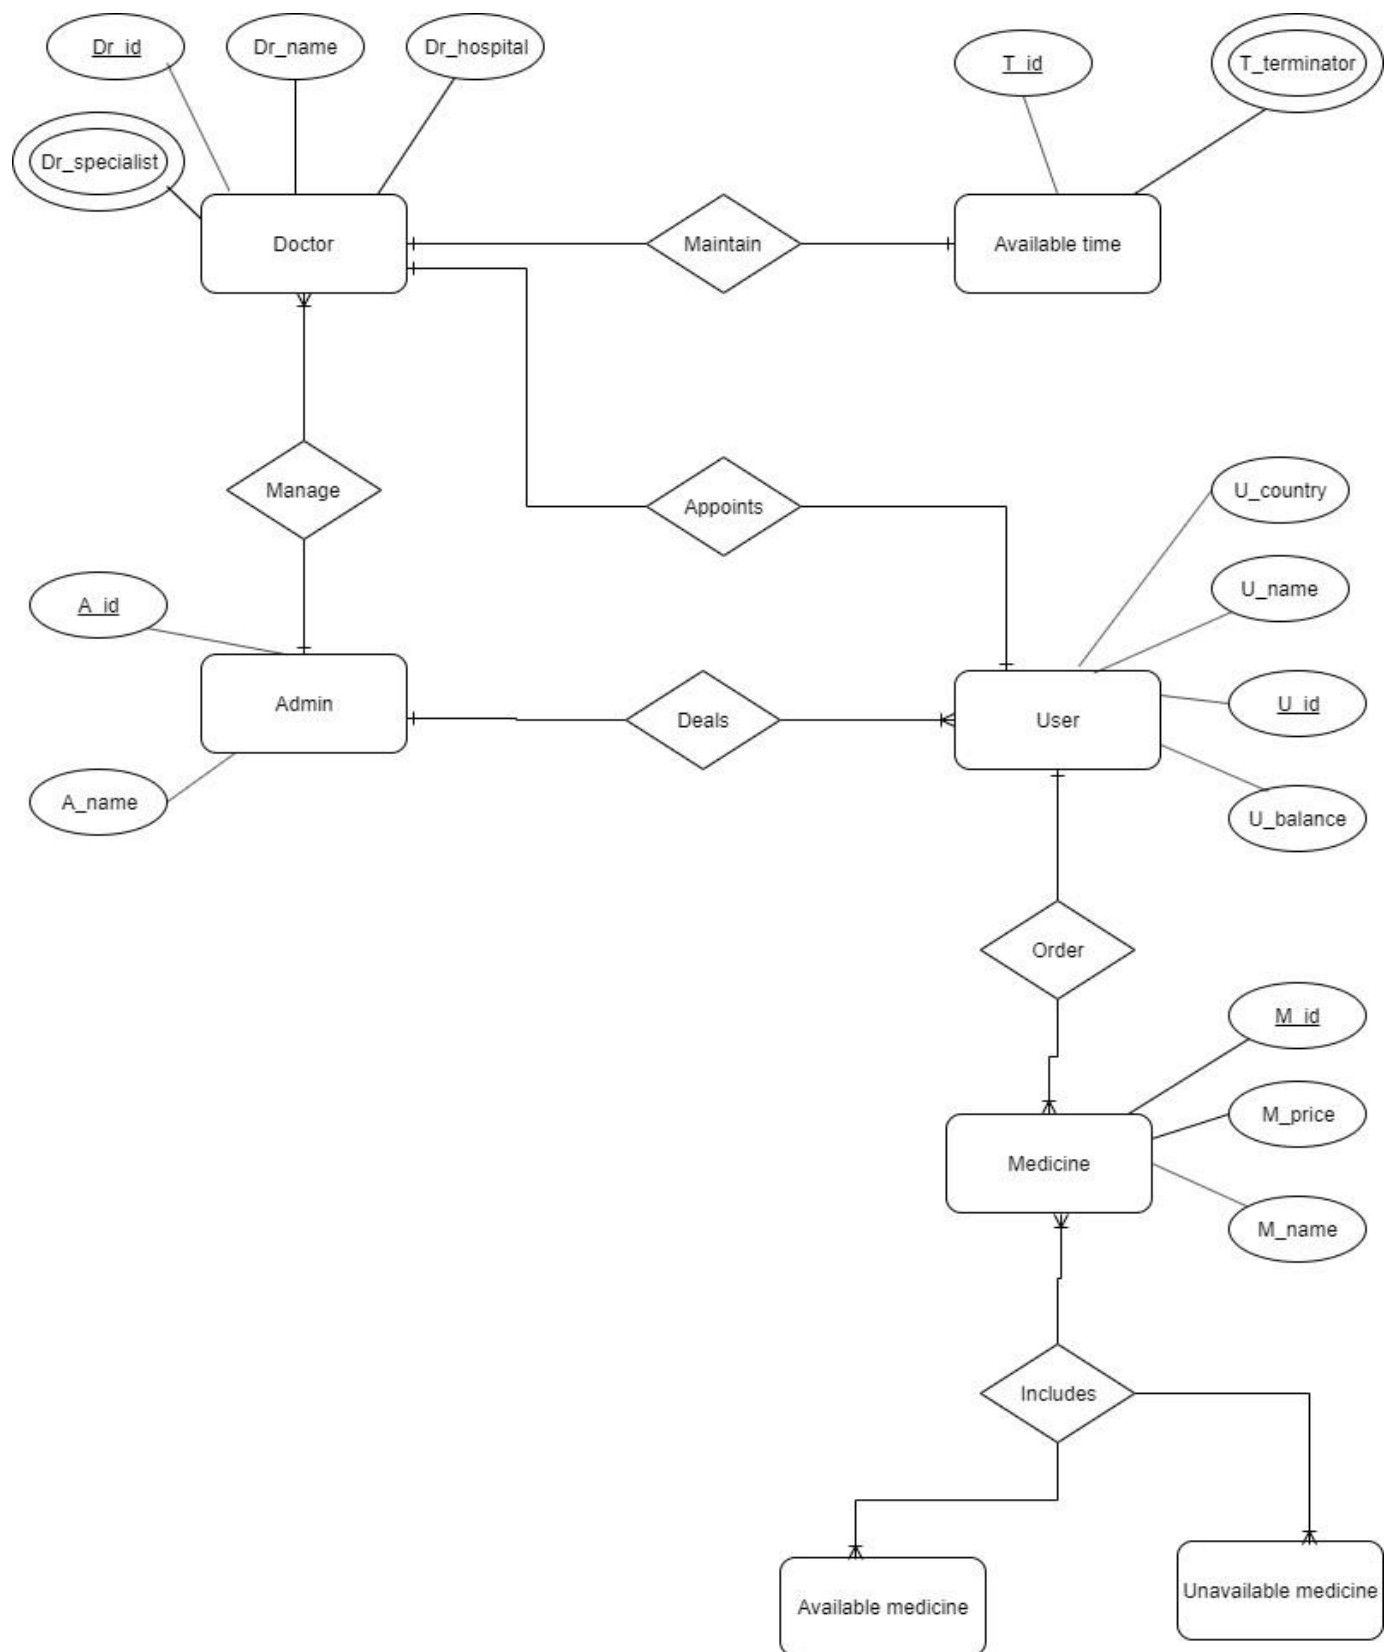 Dr_id
Dr_name
Dr_hospital
T_id
T_terminator
Dr_specialist
Doctor
Maintain
Available time
Manage
Appoints
U_country
U_name
A_id
Admin
Deals
User
U_id
A_name
U_balance
Order
M_id
M_price
Medicine
M_name
Includes
Available medicine
Unavailable medicine